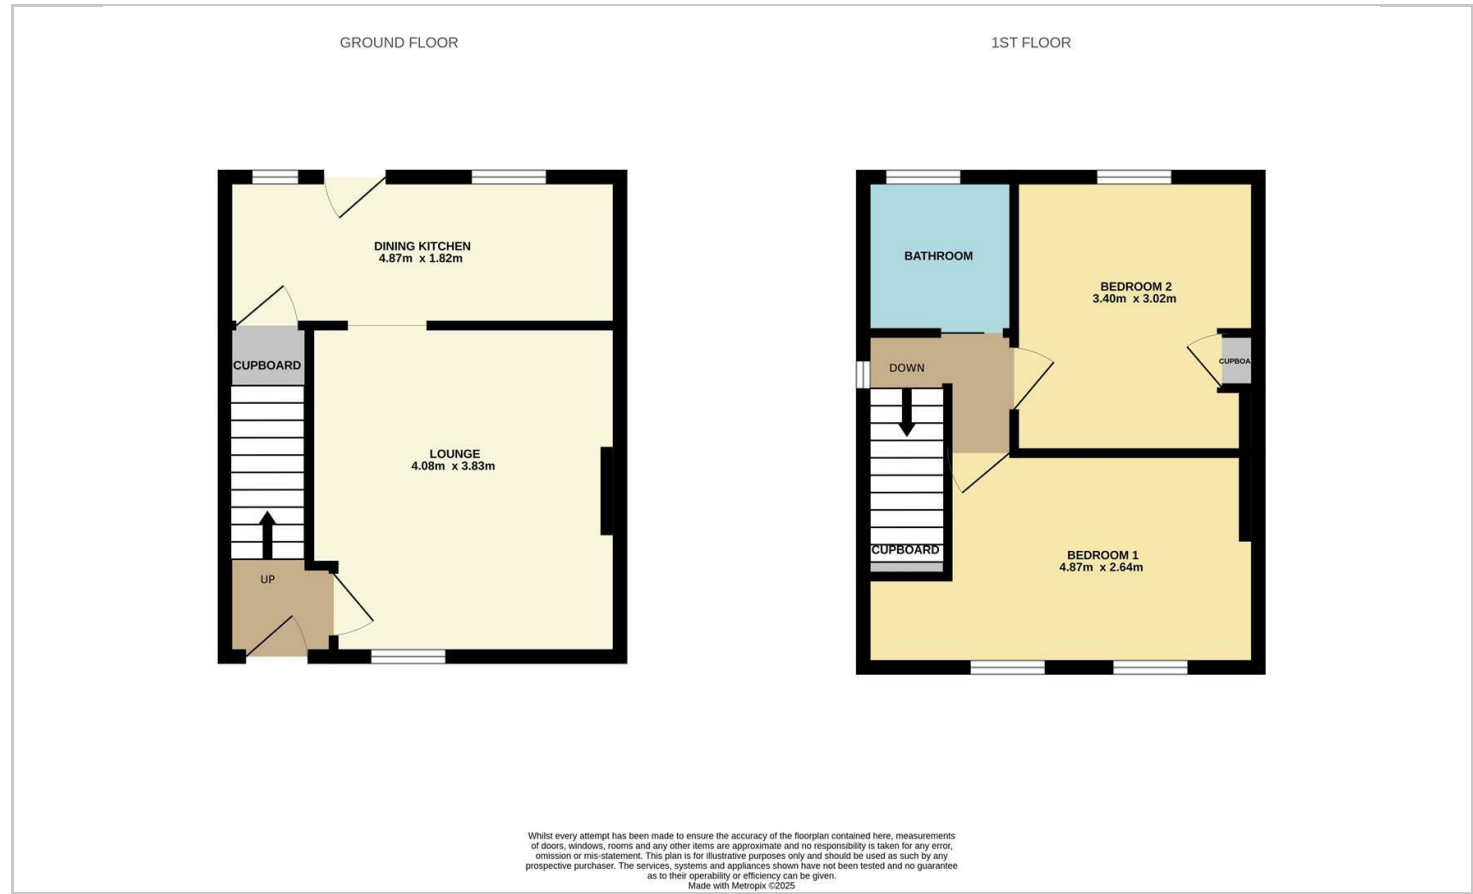 GROUND FLOOR
1ST FLOOR
DINING KITCHEN
4.87m x 1.82m
CUPBOARD
LOUNGE
4.08m x 3.83m
UP
BATHROOM
BEDROOM 2
3.40m x 3.02m
CUPBOA
DOWN
CUPBOARD
BEDROOM 1
4.87m x 2.64m
Whilst every attempt has been made to ensure the accuracy of the floorplan contained here, measurements
of doors, windows, rooms and any other items are approximate and no responsibility is taken for any error,
omission or mis-statement. This plan is for illustrative purposes only and should be used as such by any
prospective purchaser. The services, systems and appliances shown have not been tested and no guarantee
as to their operability or efficiency can be given.
Made with Metropix ©2025